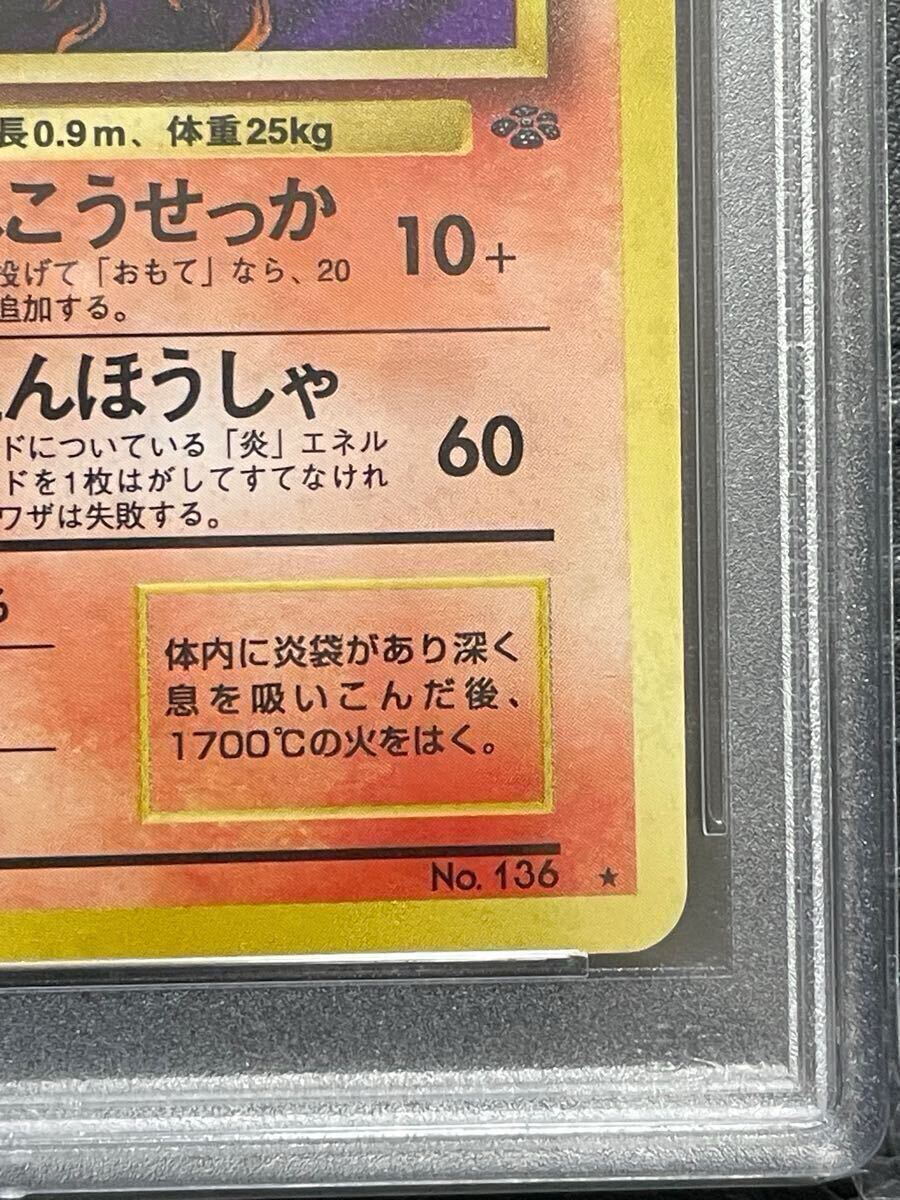 長0.9m、体重25kg
こうせっか
10+
投げて「おもて」なら、20
追加する。
んほうしゃ
60
ドについている「炎」エネル
ドを1枚はがしてすてなけれ
ワザは失敗する。
体内に炎袋があり深く
息を吸いこんだ後、
1700℃の火をはく。
No. 136 ★